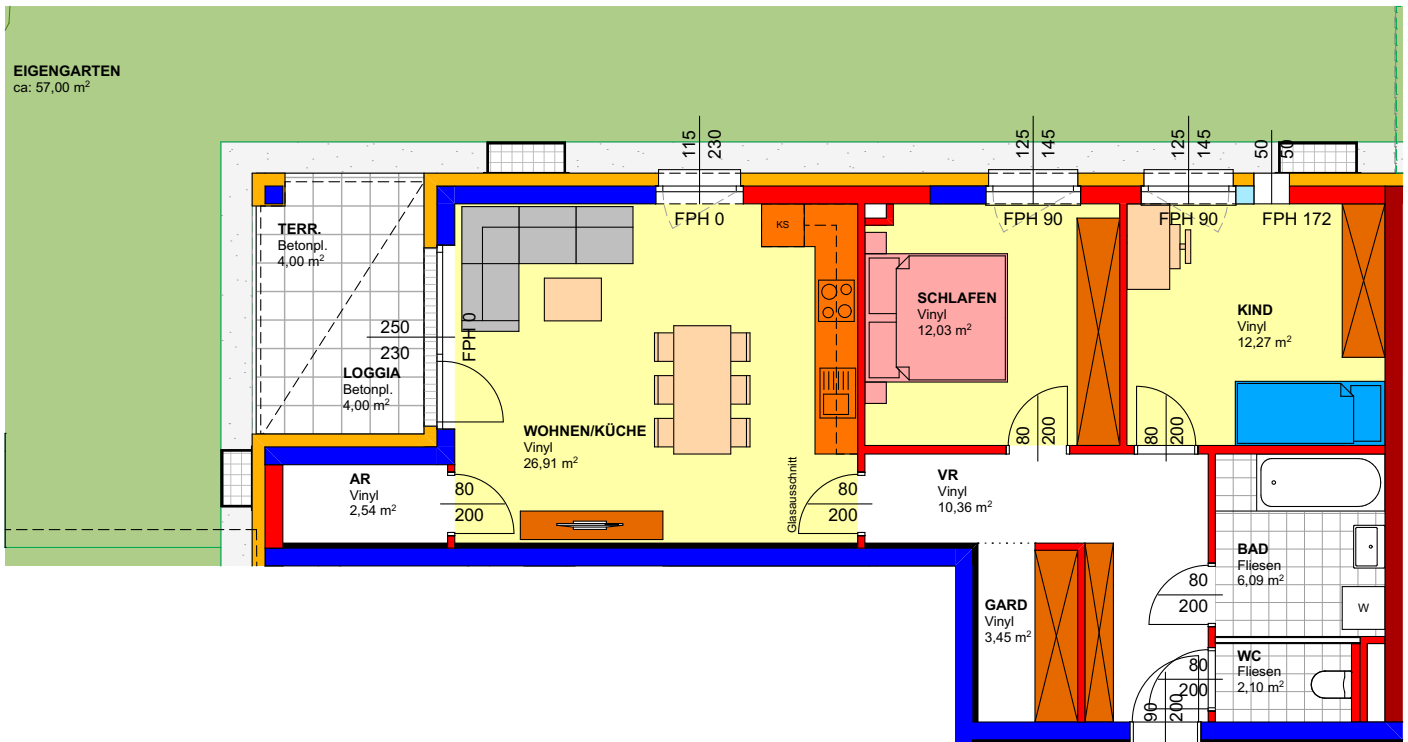 EIGENGARTEN
ca: 57,00 m²
115
230
125
145
125
145
50
50
FPH 0
FPH 90
FPH 90
FPH 172
KS
TERR.
Betonpl.
4,00 m²
250
230
FPH 0
LOGGIA
Betonpl.
4,00 m²
SCHLAFEN
Vinyl
12,03 m²
KIND
Vinyl
12,27 m²
WOHNEN/KÜCHE
Vinyl
26,91 m²
80
200
80
200
AR
Vinyl
2,54 m²
80
200
Glasausschnitt
80
200
VR
Vinyl
10,36 m²
BAD
Fliesen
6,09 m²
80
200
W
GARD
Vinyl
3,45 m²
WC
Fliesen
2,10 m²
80
200
90
200